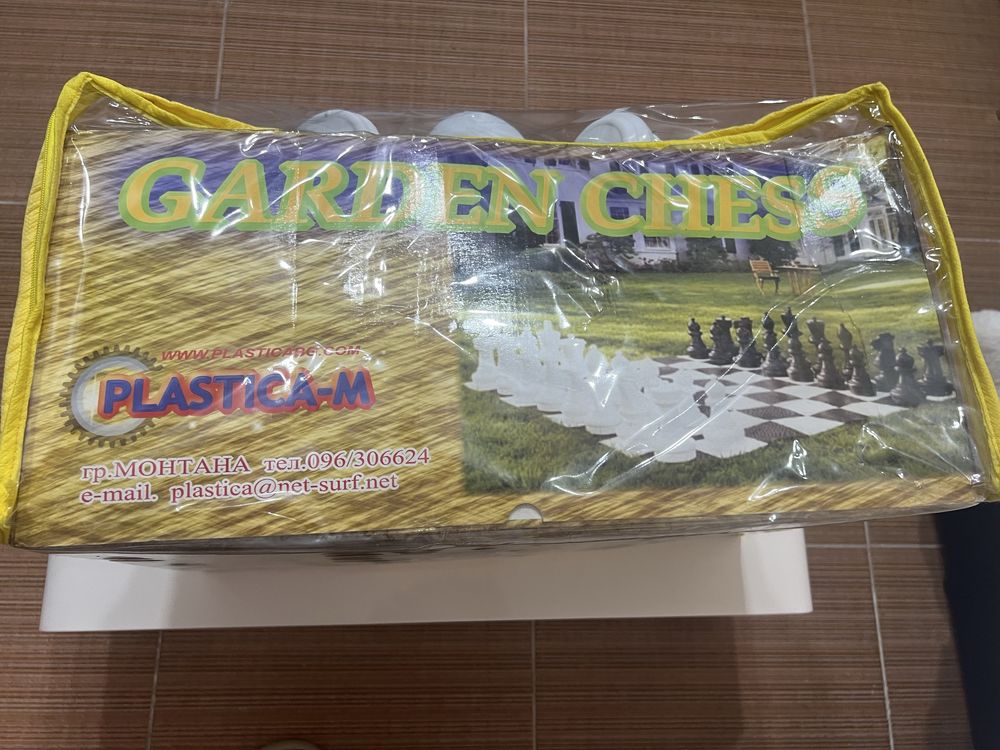 GARDEN CHESS
WWW.PLASTICABG.COM
PLASTICA-M
гр.МОНТАНА тел.096/306624
e-mail. plastica@net-surf.net